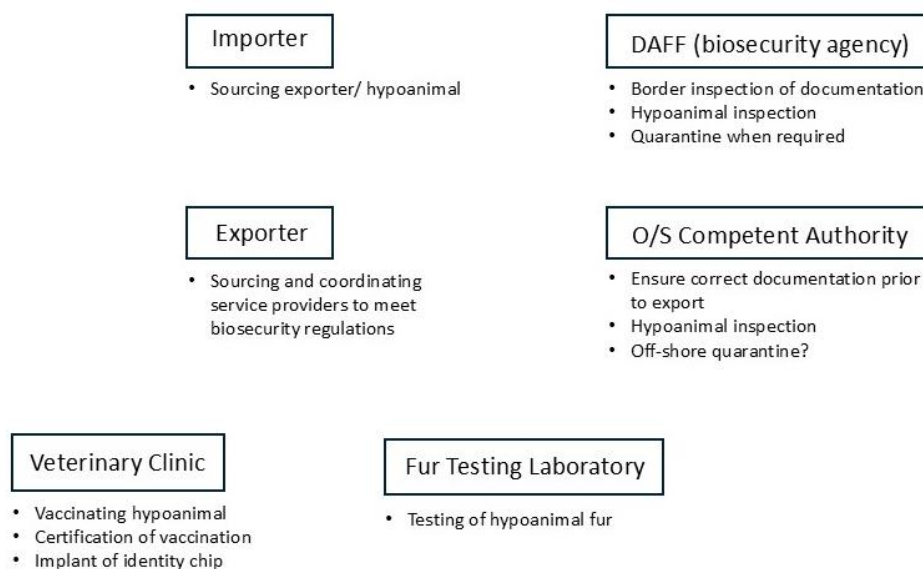 Importer
• Sourcing exporter/ hypoanimal
DAFF (biosecurity agency)
• Border inspection of documentation
• Hypoanimal inspection
• Quarantine when required
Exporter
• Sourcing and coordinating
service providers to meet
biosecurity regulations
O/S Competent Authority
• Ensure correct documentation prior
to export
• Hypoanimal inspection
• Off-shore quarantine?
Veterinary Clinic
• Vaccinating hypoanimal
• Certification of vaccination
• Implant of identity chip
Fur Testing Laboratory
• Testing of hypoanimal fur